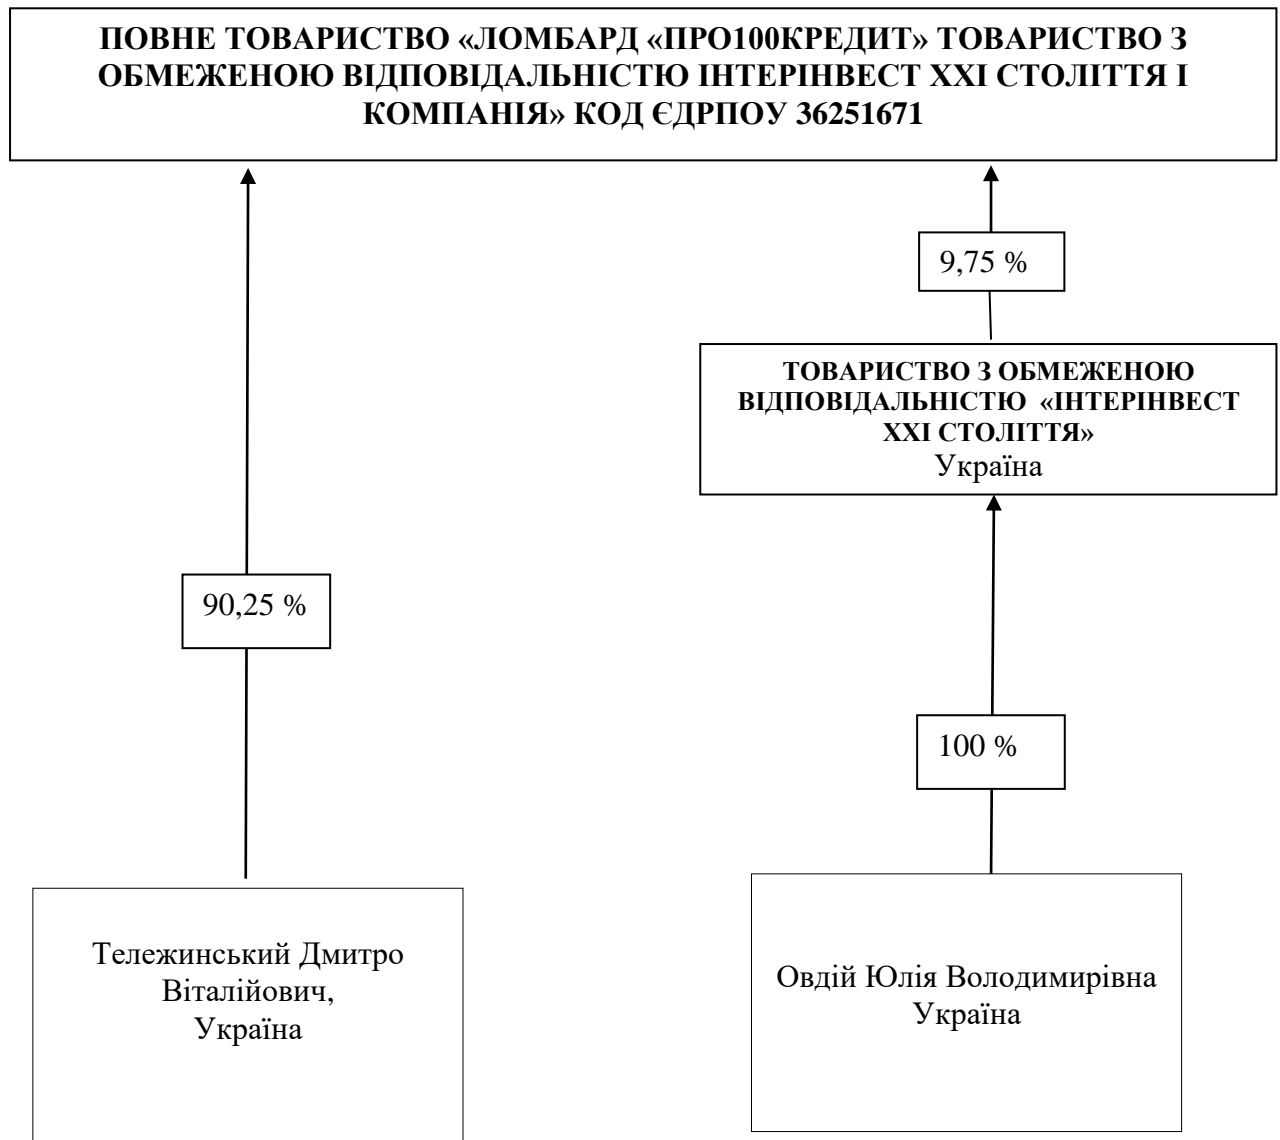 ПОВНЕ ТОВАРИСТВО «ЛОМБАРД «ПРО100КРЕДИТ» ТОВАРИСТВО З
ОБМЕЖЕНОЮ ВІДПОВІДАЛЬНІСТЮ ІНТЕРІНВЕСТ ХХІ СТОЛІТТЯ І
КОМПАНІЯ» КОД ЄДРПОУ 36251671
9,75 %
ТОВАРИСТВО З ОБМЕЖЕНОЮ
ВІДПОВІДАЛЬНІСТЮ «ІНТЕРІНВЕСТ
ХХІ СТОЛІТТЯ»
Україна
90,25 %
100 %
Тележинський Дмитро
Віталійович,
Україна
Овдій Юлія Володимирівна
Україна